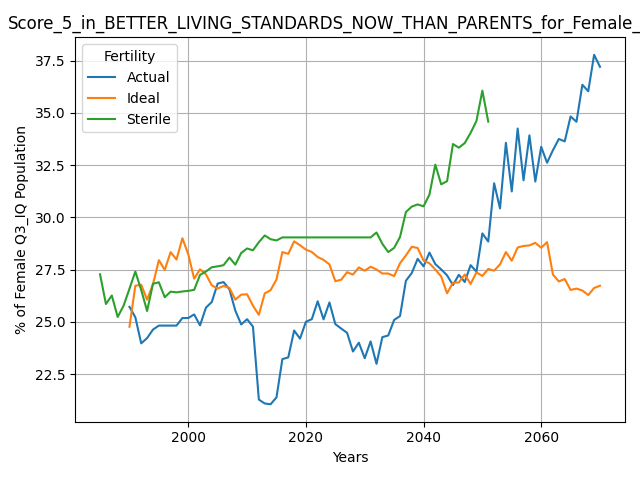 Score_5_in_BETTER_LIVING_STANDARDS_NOW_THAN_PARENTS_for_Female_
Fertility
Actual
Ideal
Sterile
% of Female Q3_IQ Population
37.5
35.0
32.5
30.0
27.5
25.0
22.5
2000
2020
2040
2060
Years